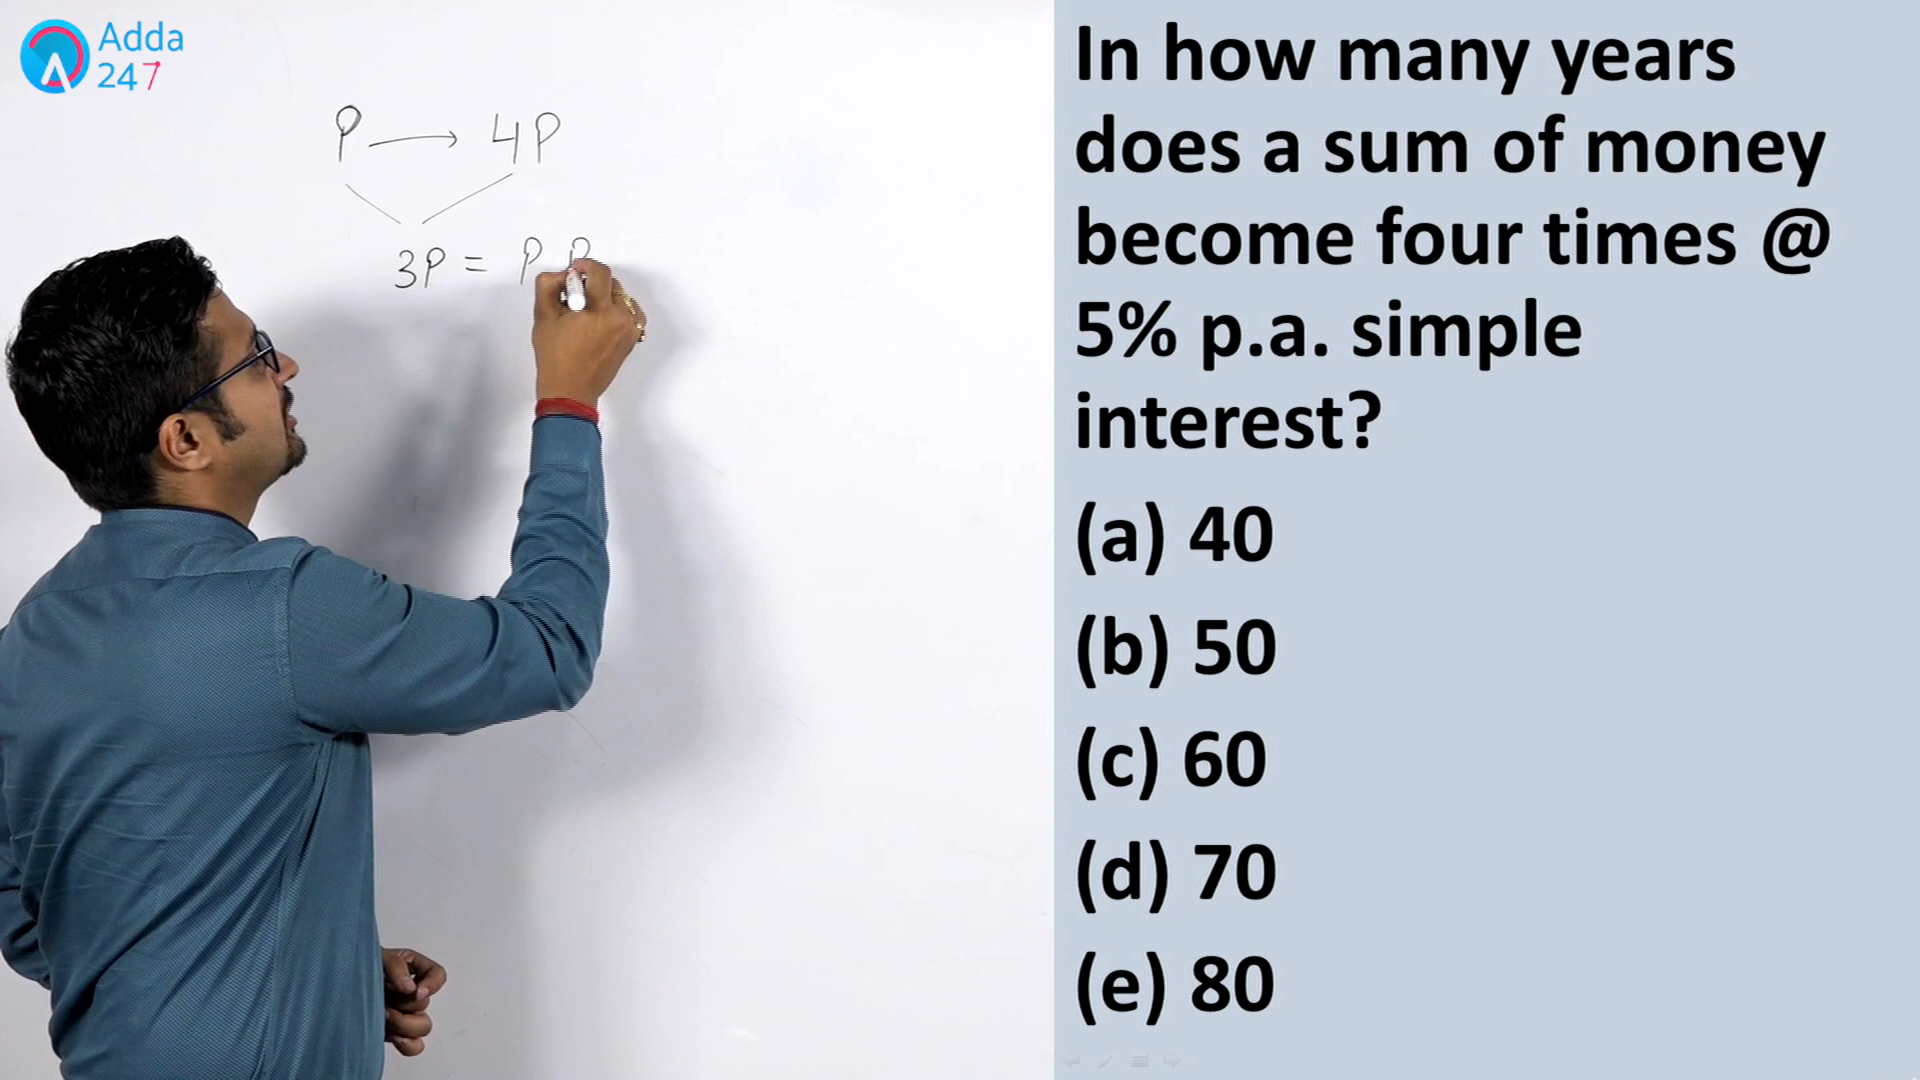 Adda
247
P → 4P
3P = P R
In how many years
does a sum of money
become four times @
5% p.a. simple
interest?
(a) 40
(b) 50
(c) 60
(d) 70
(e) 80